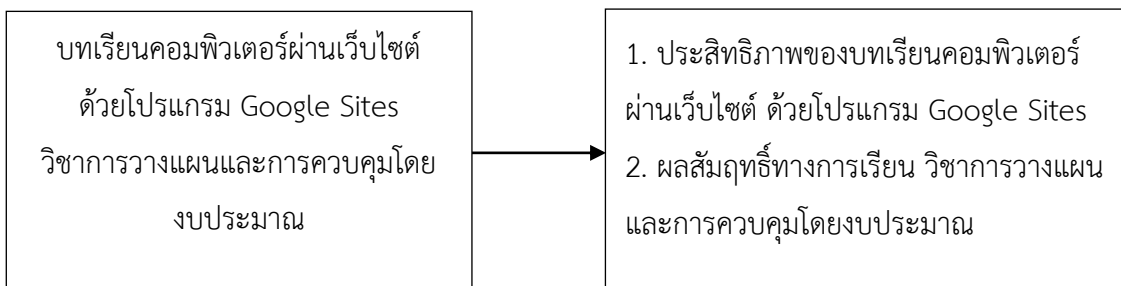 บทเรียนคอมพิวเตอร์ผ่านเว็บไซต์
ด้วยโปรแกรม Google Sites
วิชาการวางแผนและการควบคุมโดย
งบประมาณ
1. ประสิทธิภาพของบทเรียนคอมพิวเตอร์
ผ่านเว็บไซต์ ด้วยโปรแกรม Google Sites
2. ผลสัมฤทธิ์ทางการเรียน วิชาการวางแผน
และการควบคุมโดยงบประมาณ